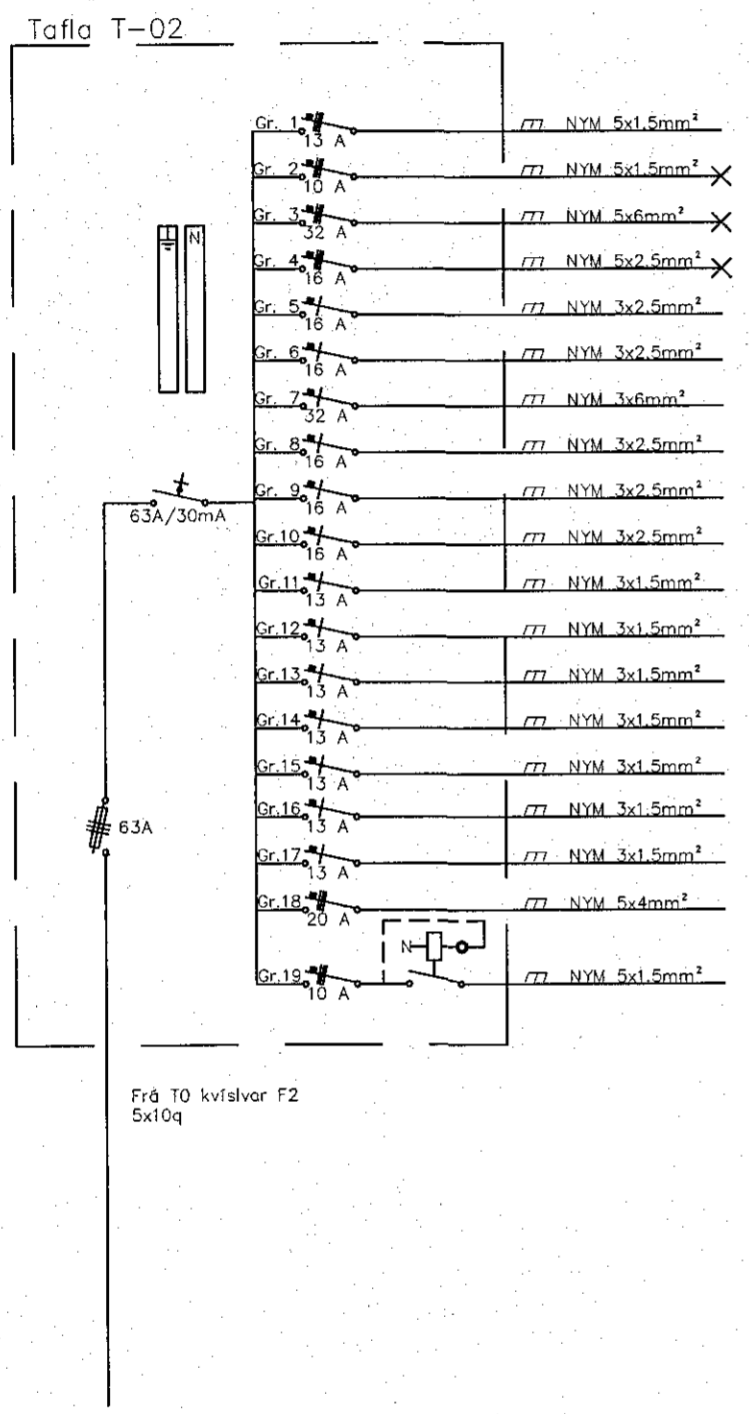 Tafla T-02
Gr. 1 13 A NYM 5x1.5mm²
Gr. 2 10 A NYM 5x1.5mm²
Gr. 3 32 A NYM 5x6mm²
Gr. 4 16 A NYM 5x2.5mm²
Gr. 5 16 A NYM 3x2.5mm²
Gr. 6 16 A NYM 3x2.5mm²
Gr. 7 32 A NYM 3x6mm²
Gr. 8 16 A NYM 3x2.5mm²
Gr. 9 16 A NYM 3x2.5mm²
Gr.10 16 A NYM 3x2.5mm²
Gr.11 13 A NYM 3x1.5mm²
Gr.12 13 A NYM 3x1.5mm²
Gr.13 13 A NYM 3x1.5mm²
Gr.14 13 A NYM 3x1.5mm²
Gr.15 13 A NYM 3x1.5mm²
Gr.16 13 A NYM 3x1.5mm²
Gr.17 13 A NYM 3x1.5mm²
Gr.18 20 A NYM 5x4mm²
Gr.19 10 A NYM 5x1.5mm²
N
N
63A/30mA
63A
Frá T0 kvíslvar F2
5x10q